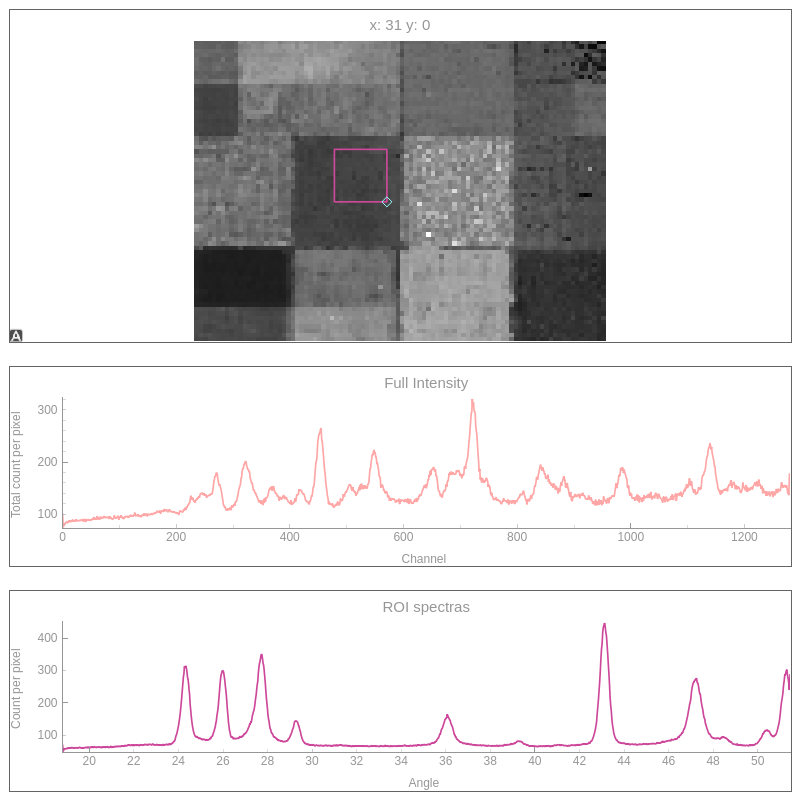 x: 31 y: 0
A
Full Intensity
Total count per pixel
300
200
100
0 200 400 600 800 1000 1200
Channel
ROI spectras
Count per pixel
400
300
200
100
20 22 24 26 28 30 32 34 36 38 40 42 44 46 48 50
Angle